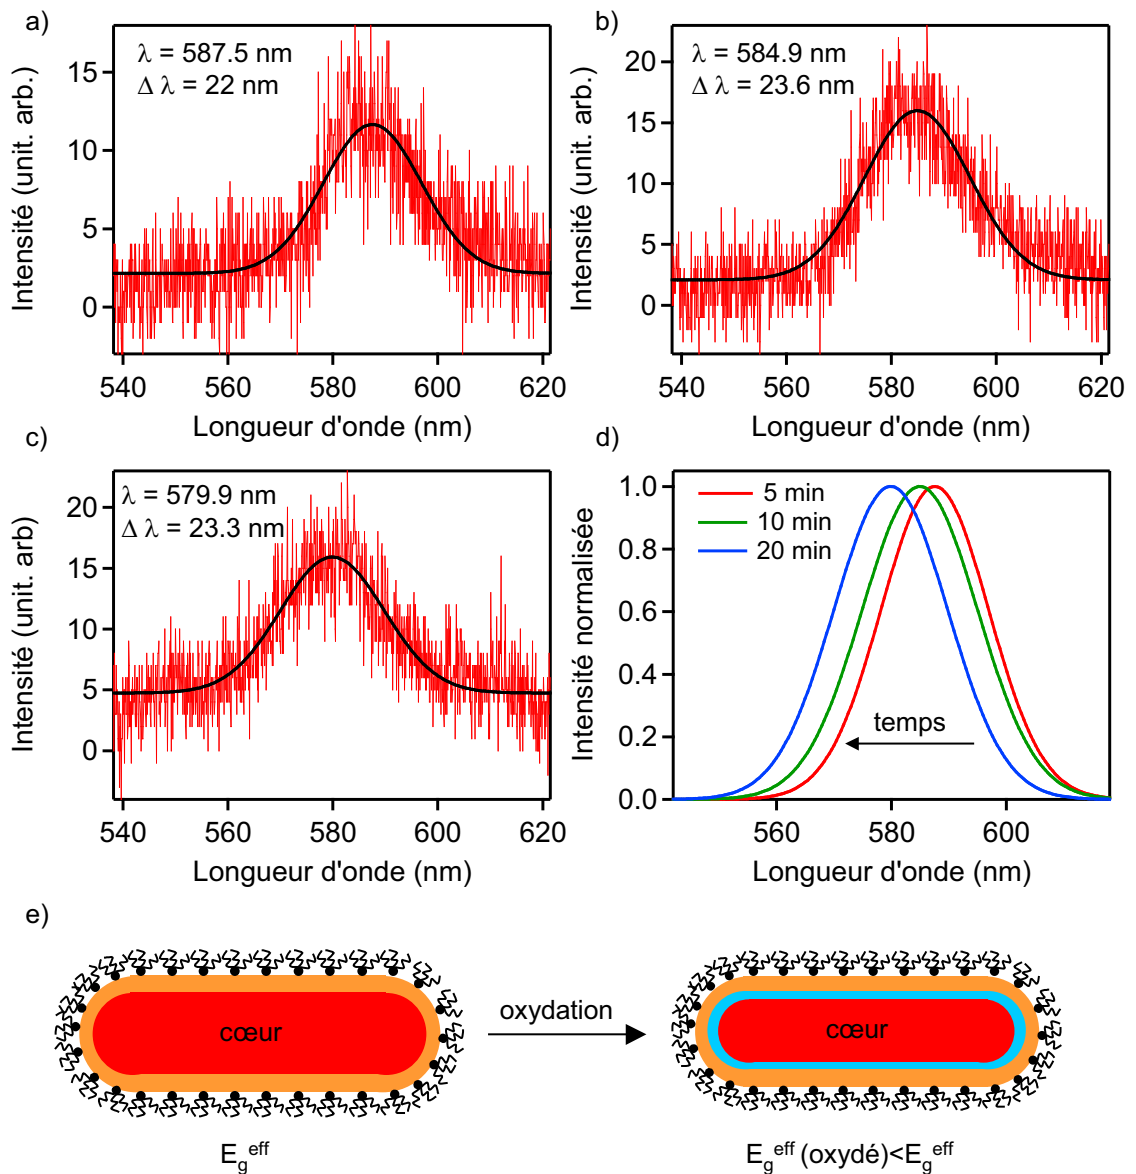 a)
λ = 587.5 nm
Δ λ = 22 nm
Intensité (unit. arb.)
15
10
5
0
540 560 580 600 620
Longueur d'onde (nm)
b)
λ = 584.9 nm
Δ λ = 23.6 nm
Intensité (unit. arb.)
20
15
10
5
0
540 560 580 600 620
Longueur d'onde (nm)
c)
λ = 579.9 nm
Δ λ = 23.3 nm
Intensité (unit. arb)
20
15
10
5
0
540 560 580 600 620
Longueur d'onde (nm)
d)
5 min
10 min
20 min
temps
Intensité normalisée
1.0
0.8
0.6
0.4
0.2
0.0
560 580 600
Longueur d'onde (nm)
e)
cœur
oxydation
cœur
E_g^eff
E_g^eff (oxydé)<E_g^eff